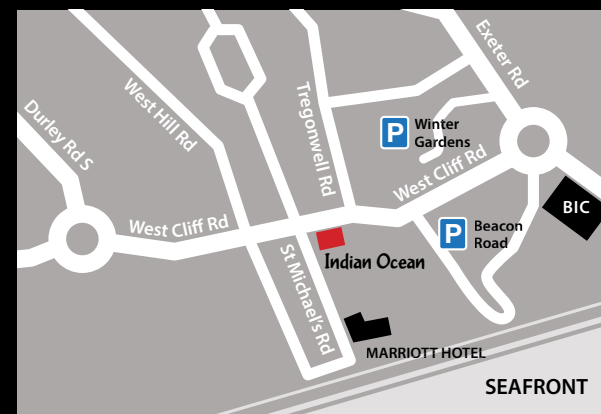 Exeter Rd
West Hill Rd
Tregonwell Rd
Durley Rd S
P
Winter
Gardens
West Cliff Rd
West Cliff Rd
BIC
P
Beacon
Road
Indian Ocean
St Michael's Rd
MARRIOTT HOTEL
SEAFRONT